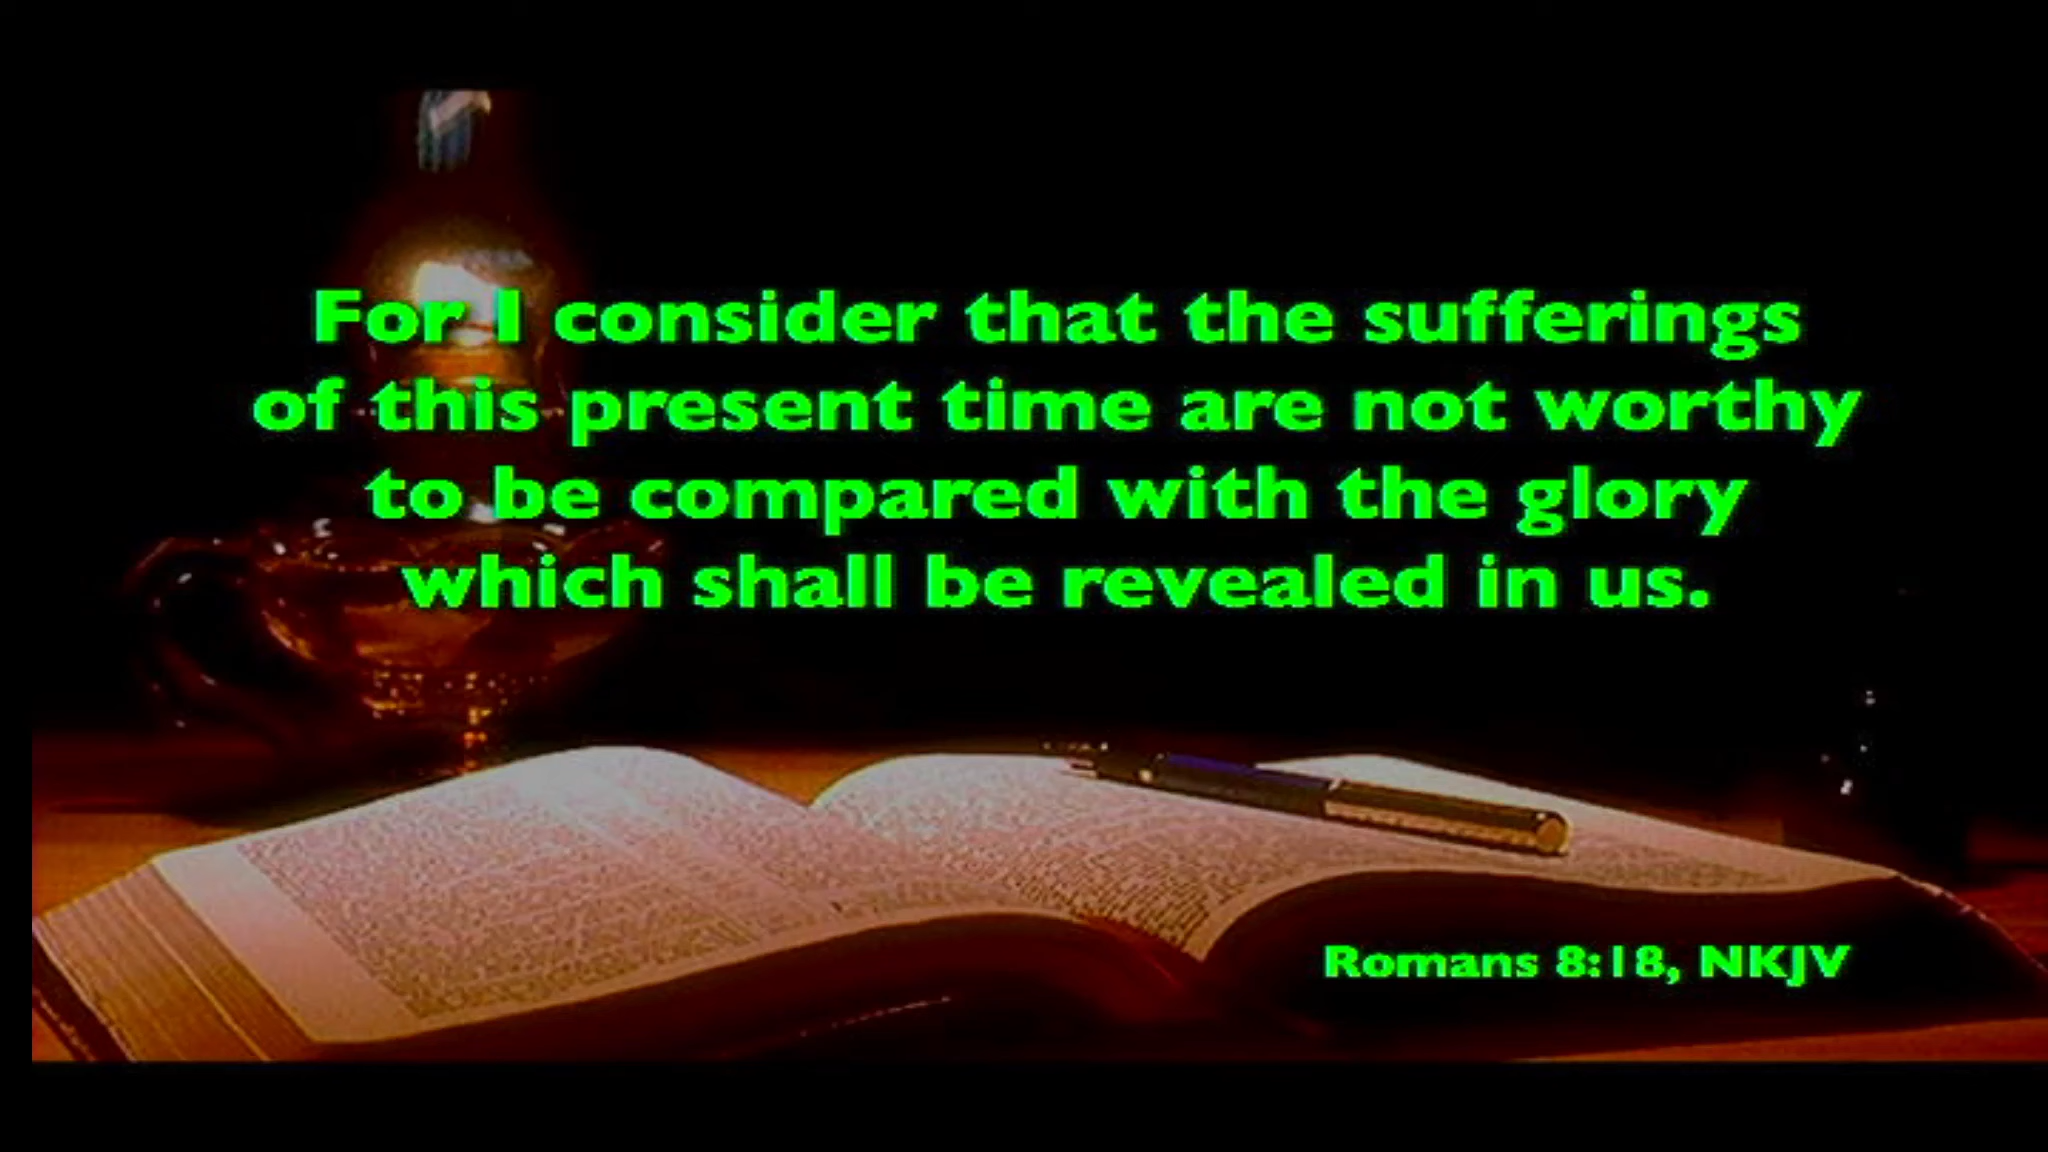 For I consider that the sufferings
of this present time are not worthy
to be compared with the glory
which shall be revealed in us.
Romans 8:18, NKJV